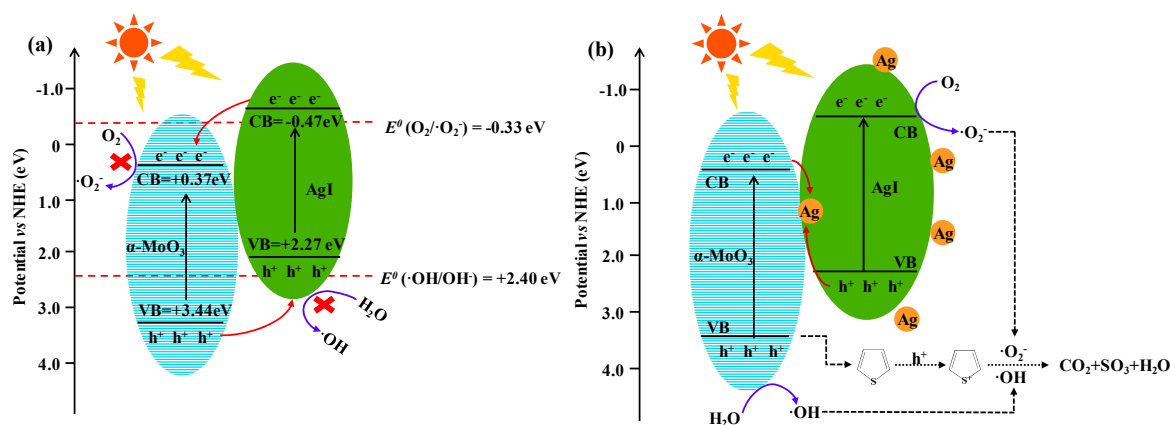 (a)
Potential vs NHE (eV)
-1.0
0
1.0
2.0
3.0
4.0
O₂
·O₂⁻
e⁻ e⁻ e⁻
CB=+0.37eV
α-MoO₃
VB=+3.44eV
h⁺ h⁺ h⁺
e⁻ e⁻ e⁻
CB=-0.47eV
AgI
VB=+2.27 eV
h⁺ h⁺ h⁺
E⁰ (O₂/·O₂⁻) = -0.33 eV
E⁰ (·OH/OH⁻) = +2.40 eV
H₂O
·OH
(b)
Potential vs NHE (eV)
-1.0
0
1.0
2.0
3.0
4.0
e⁻ e⁻ e⁻
CB
α-MoO₃
VB
h⁺ h⁺ h⁺
H₂O
·OH
Ag
e⁻ e⁻ e⁻
CB
AgI
VB
h⁺ h⁺ h⁺
Ag
Ag
Ag
Ag
O₂
·O₂⁻
S
h⁺
S⁺
·O₂⁻
·OH
CO₂+SO₃+H₂O